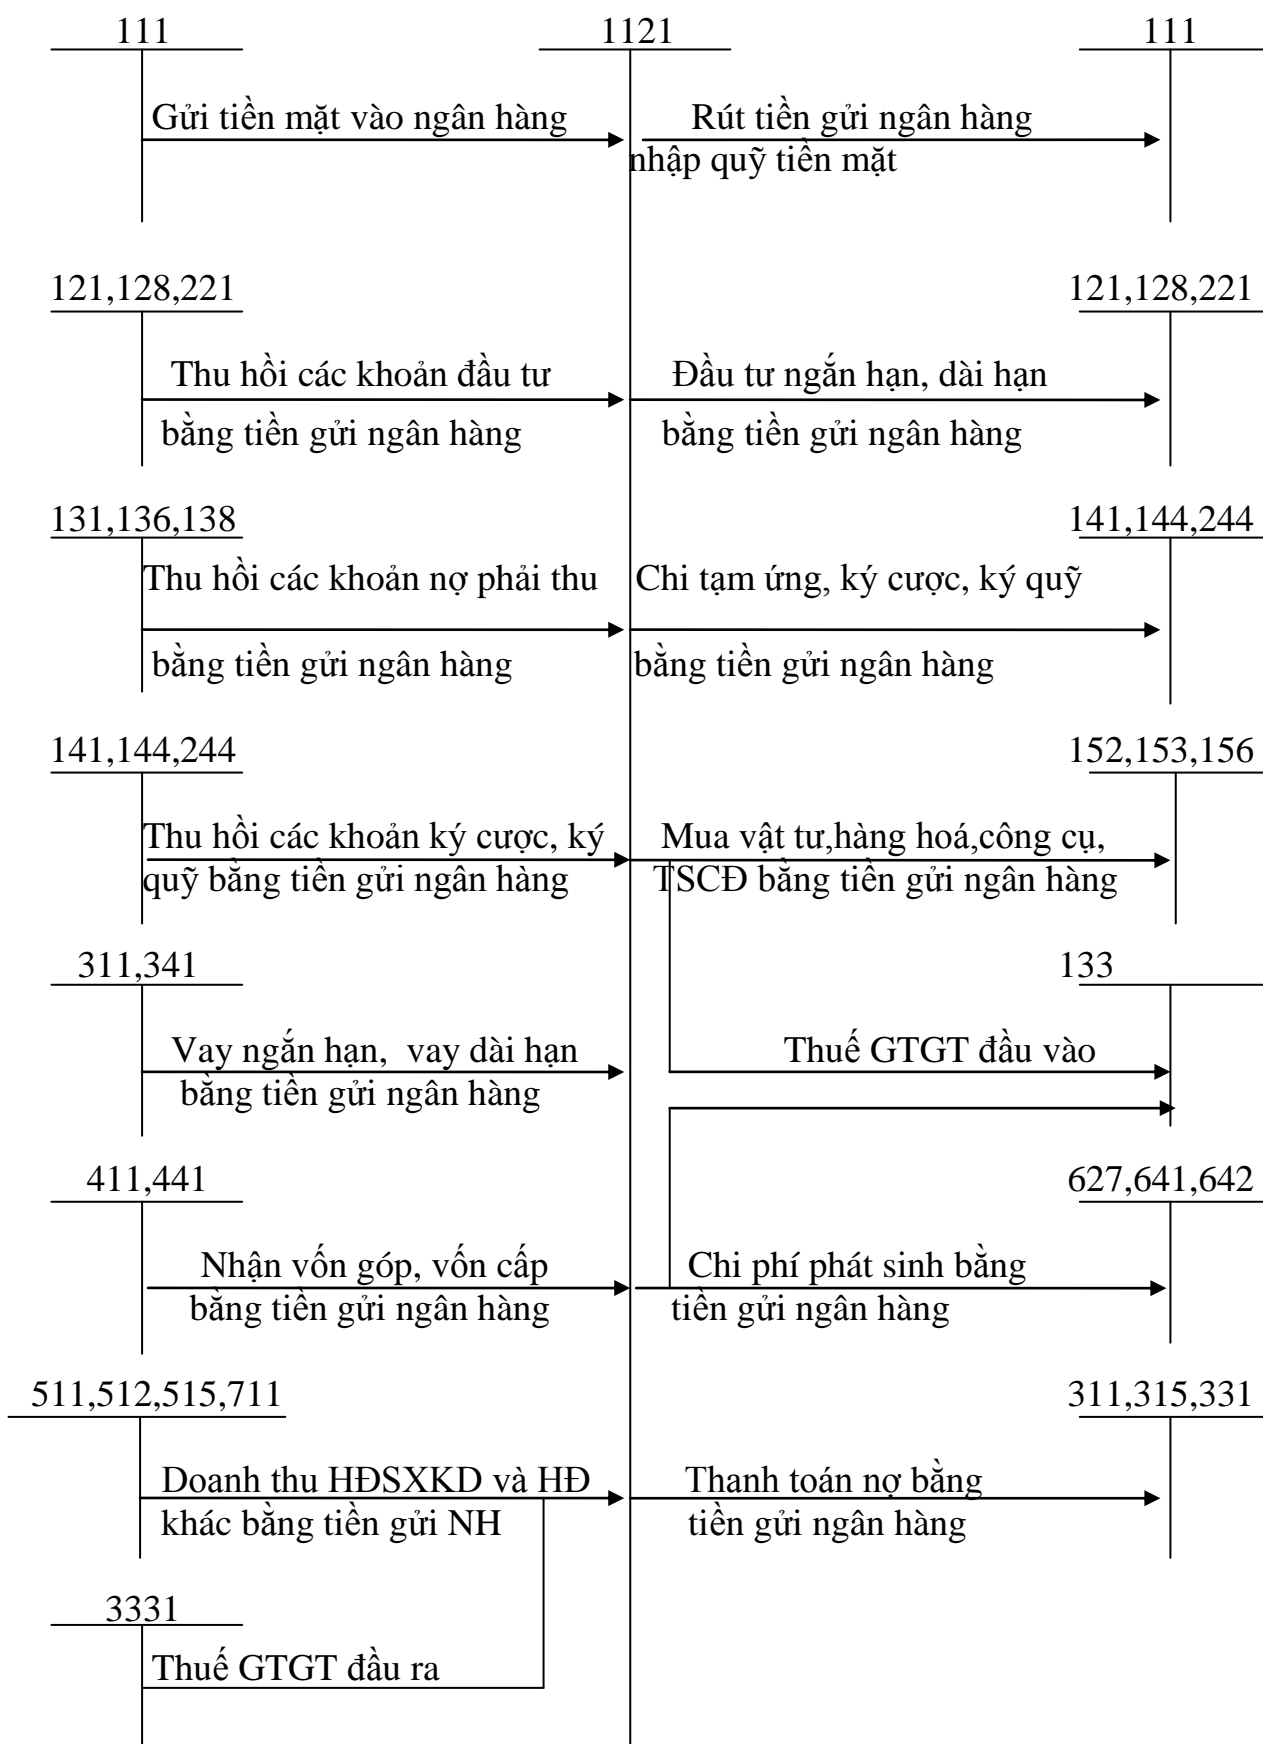 111
1121
111
Gửi tiền mặt vào ngân hàng
Rút tiền gửi ngân hàng
nhập quỹ tiền mặt
121,128,221
121,128,221
Thu hồi các khoản đầu tư
bằng tiền gửi ngân hàng
Đầu tư ngắn hạn, dài hạn
bằng tiền gửi ngân hàng
131,136,138
141,144,244
Thu hồi các khoản nợ phải thu
bằng tiền gửi ngân hàng
Chi tạm ứng, ký cược, ký quỹ
bằng tiền gửi ngân hàng
141,144,244
152,153,156
Thu hồi các khoản ký cược, ký
quỹ bằng tiền gửi ngân hàng
Mua vật tư,hàng hoá,công cụ,
TSCĐ bằng tiền gửi ngân hàng
311,341
133
Vay ngắn hạn, vay dài hạn
bằng tiền gửi ngân hàng
Thuế GTGT đầu vào
411,441
627,641,642
Nhận vốn góp, vốn cấp
bằng tiền gửi ngân hàng
Chi phí phát sinh bằng
tiền gửi ngân hàng
511,512,515,711
311,315,331
Doanh thu HĐSXKD và HĐ
khác bằng tiền gửi NH
Thanh toán nợ bằng
tiền gửi ngân hàng
3331
Thuế GTGT đầu ra